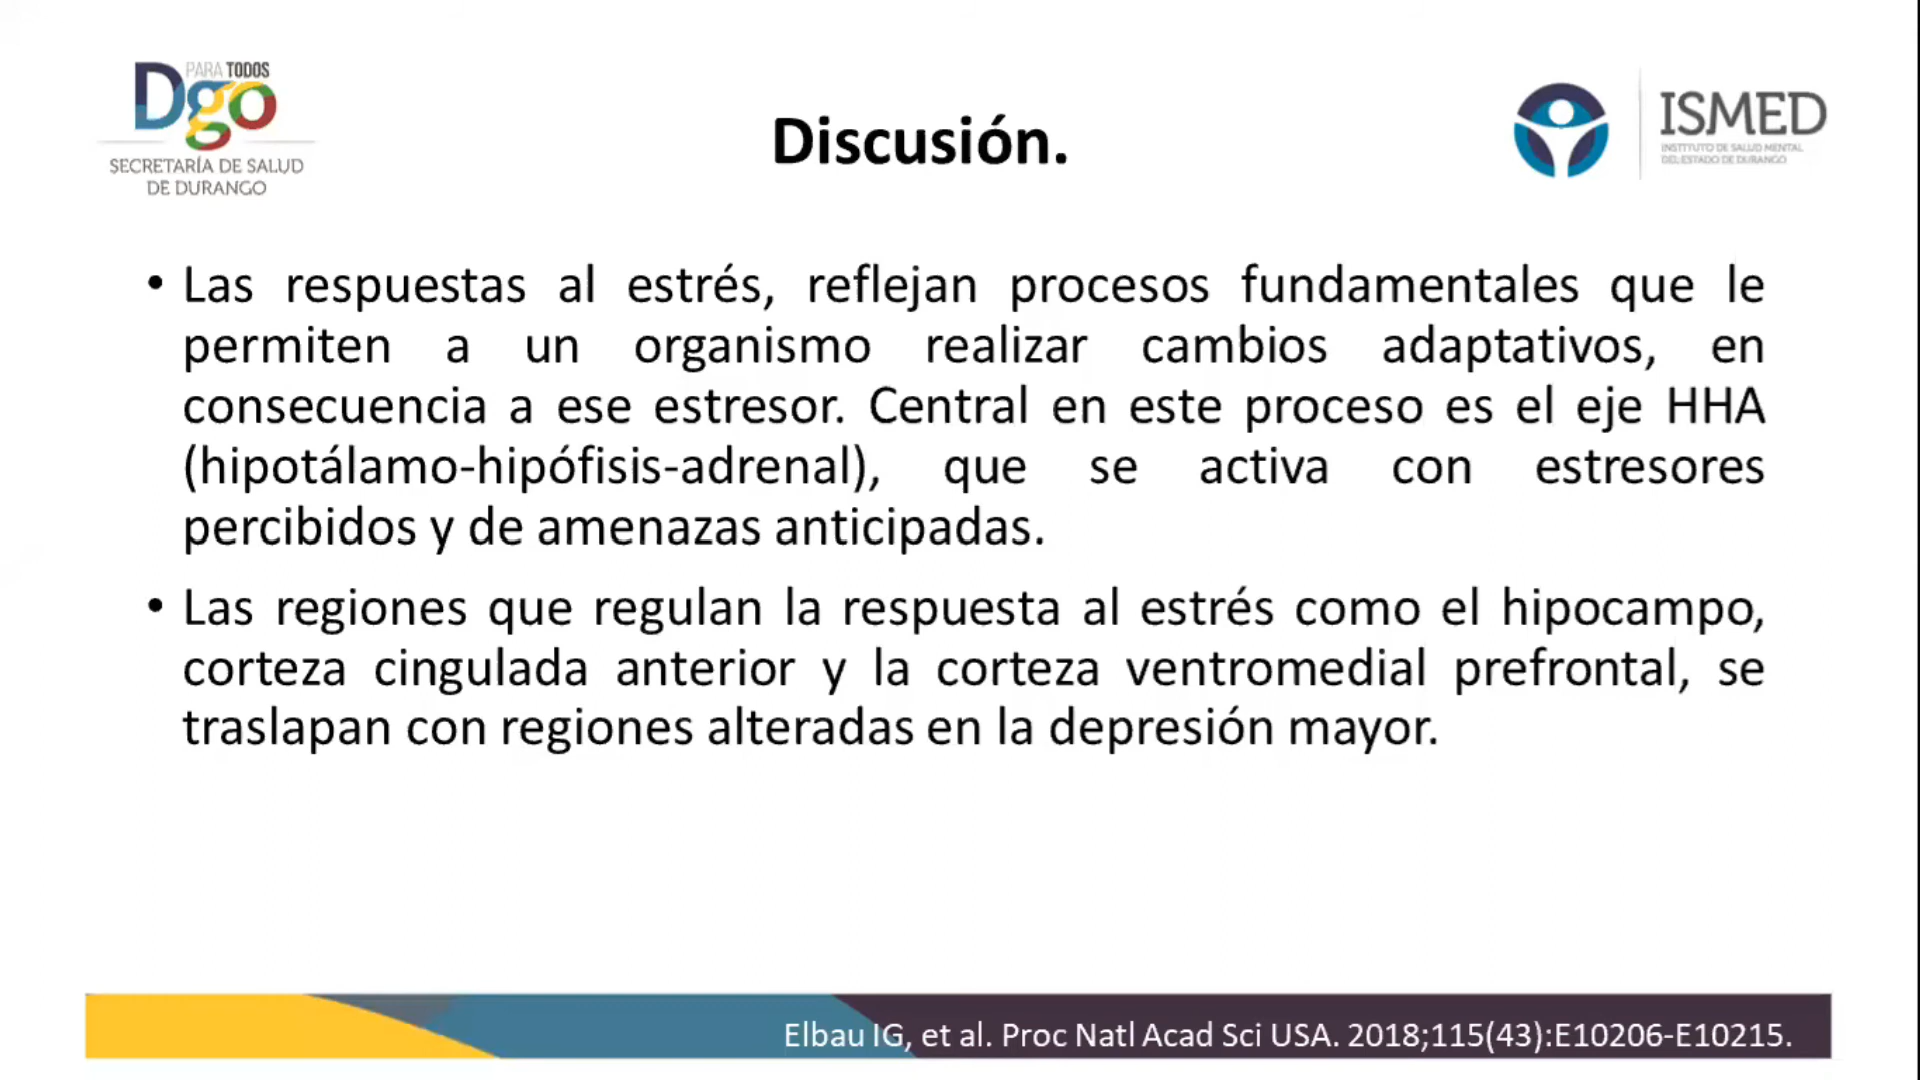 PARA TODOS
Dgo
SECRETARÍA DE SALUD
DE DURANGO
Discusión.
ISMED
INSTITUTO DE SALUD MENTAL
DEL ESTADO DE DURANGO
• Las respuestas al estrés, reflejan procesos fundamentales que le
permiten a un organismo realizar cambios adaptativos, en
consecuencia a ese estresor. Central en este proceso es el eje HHA
(hipotálamo-hipófisis-adrenal), que se activa con estresores
percibidos y de amenazas anticipadas.
• Las regiones que regulan la respuesta al estrés como el hipocampo,
corteza cingulada anterior y la corteza ventromedial prefrontal, se
traslapan con regiones alteradas en la depresión mayor.
Elbau IG, et al. Proc Natl Acad Sci USA. 2018;115(43):E10206-E10215.